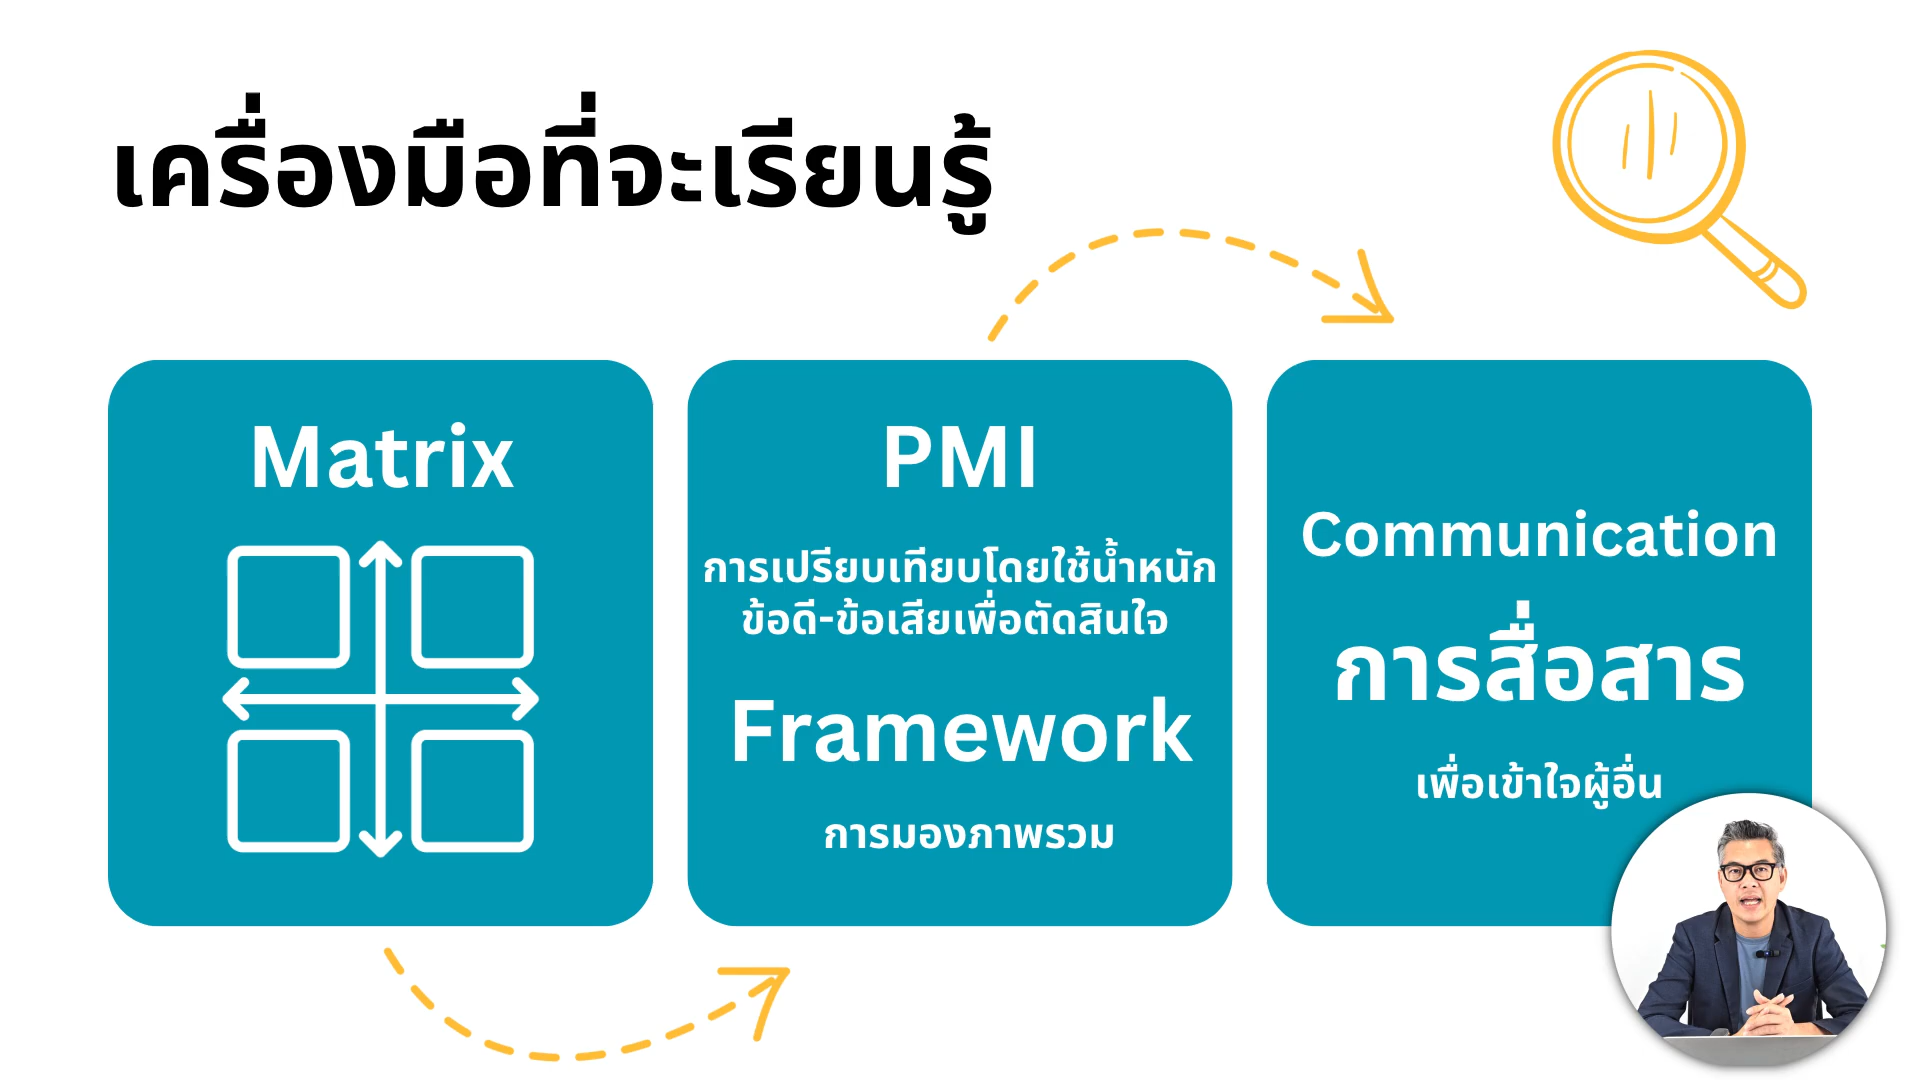 เครื่องมือที่จะเรียนรู้
Matrix
PMI
การเปรียบเทียบโดยใช้น้ำหนัก
ข้อดี-ข้อเสียเพื่อตัดสินใจ
Framework
การมองภาพรวม
Communication
การสื่อสาร
เพื่อเข้าใจผู้อื่น